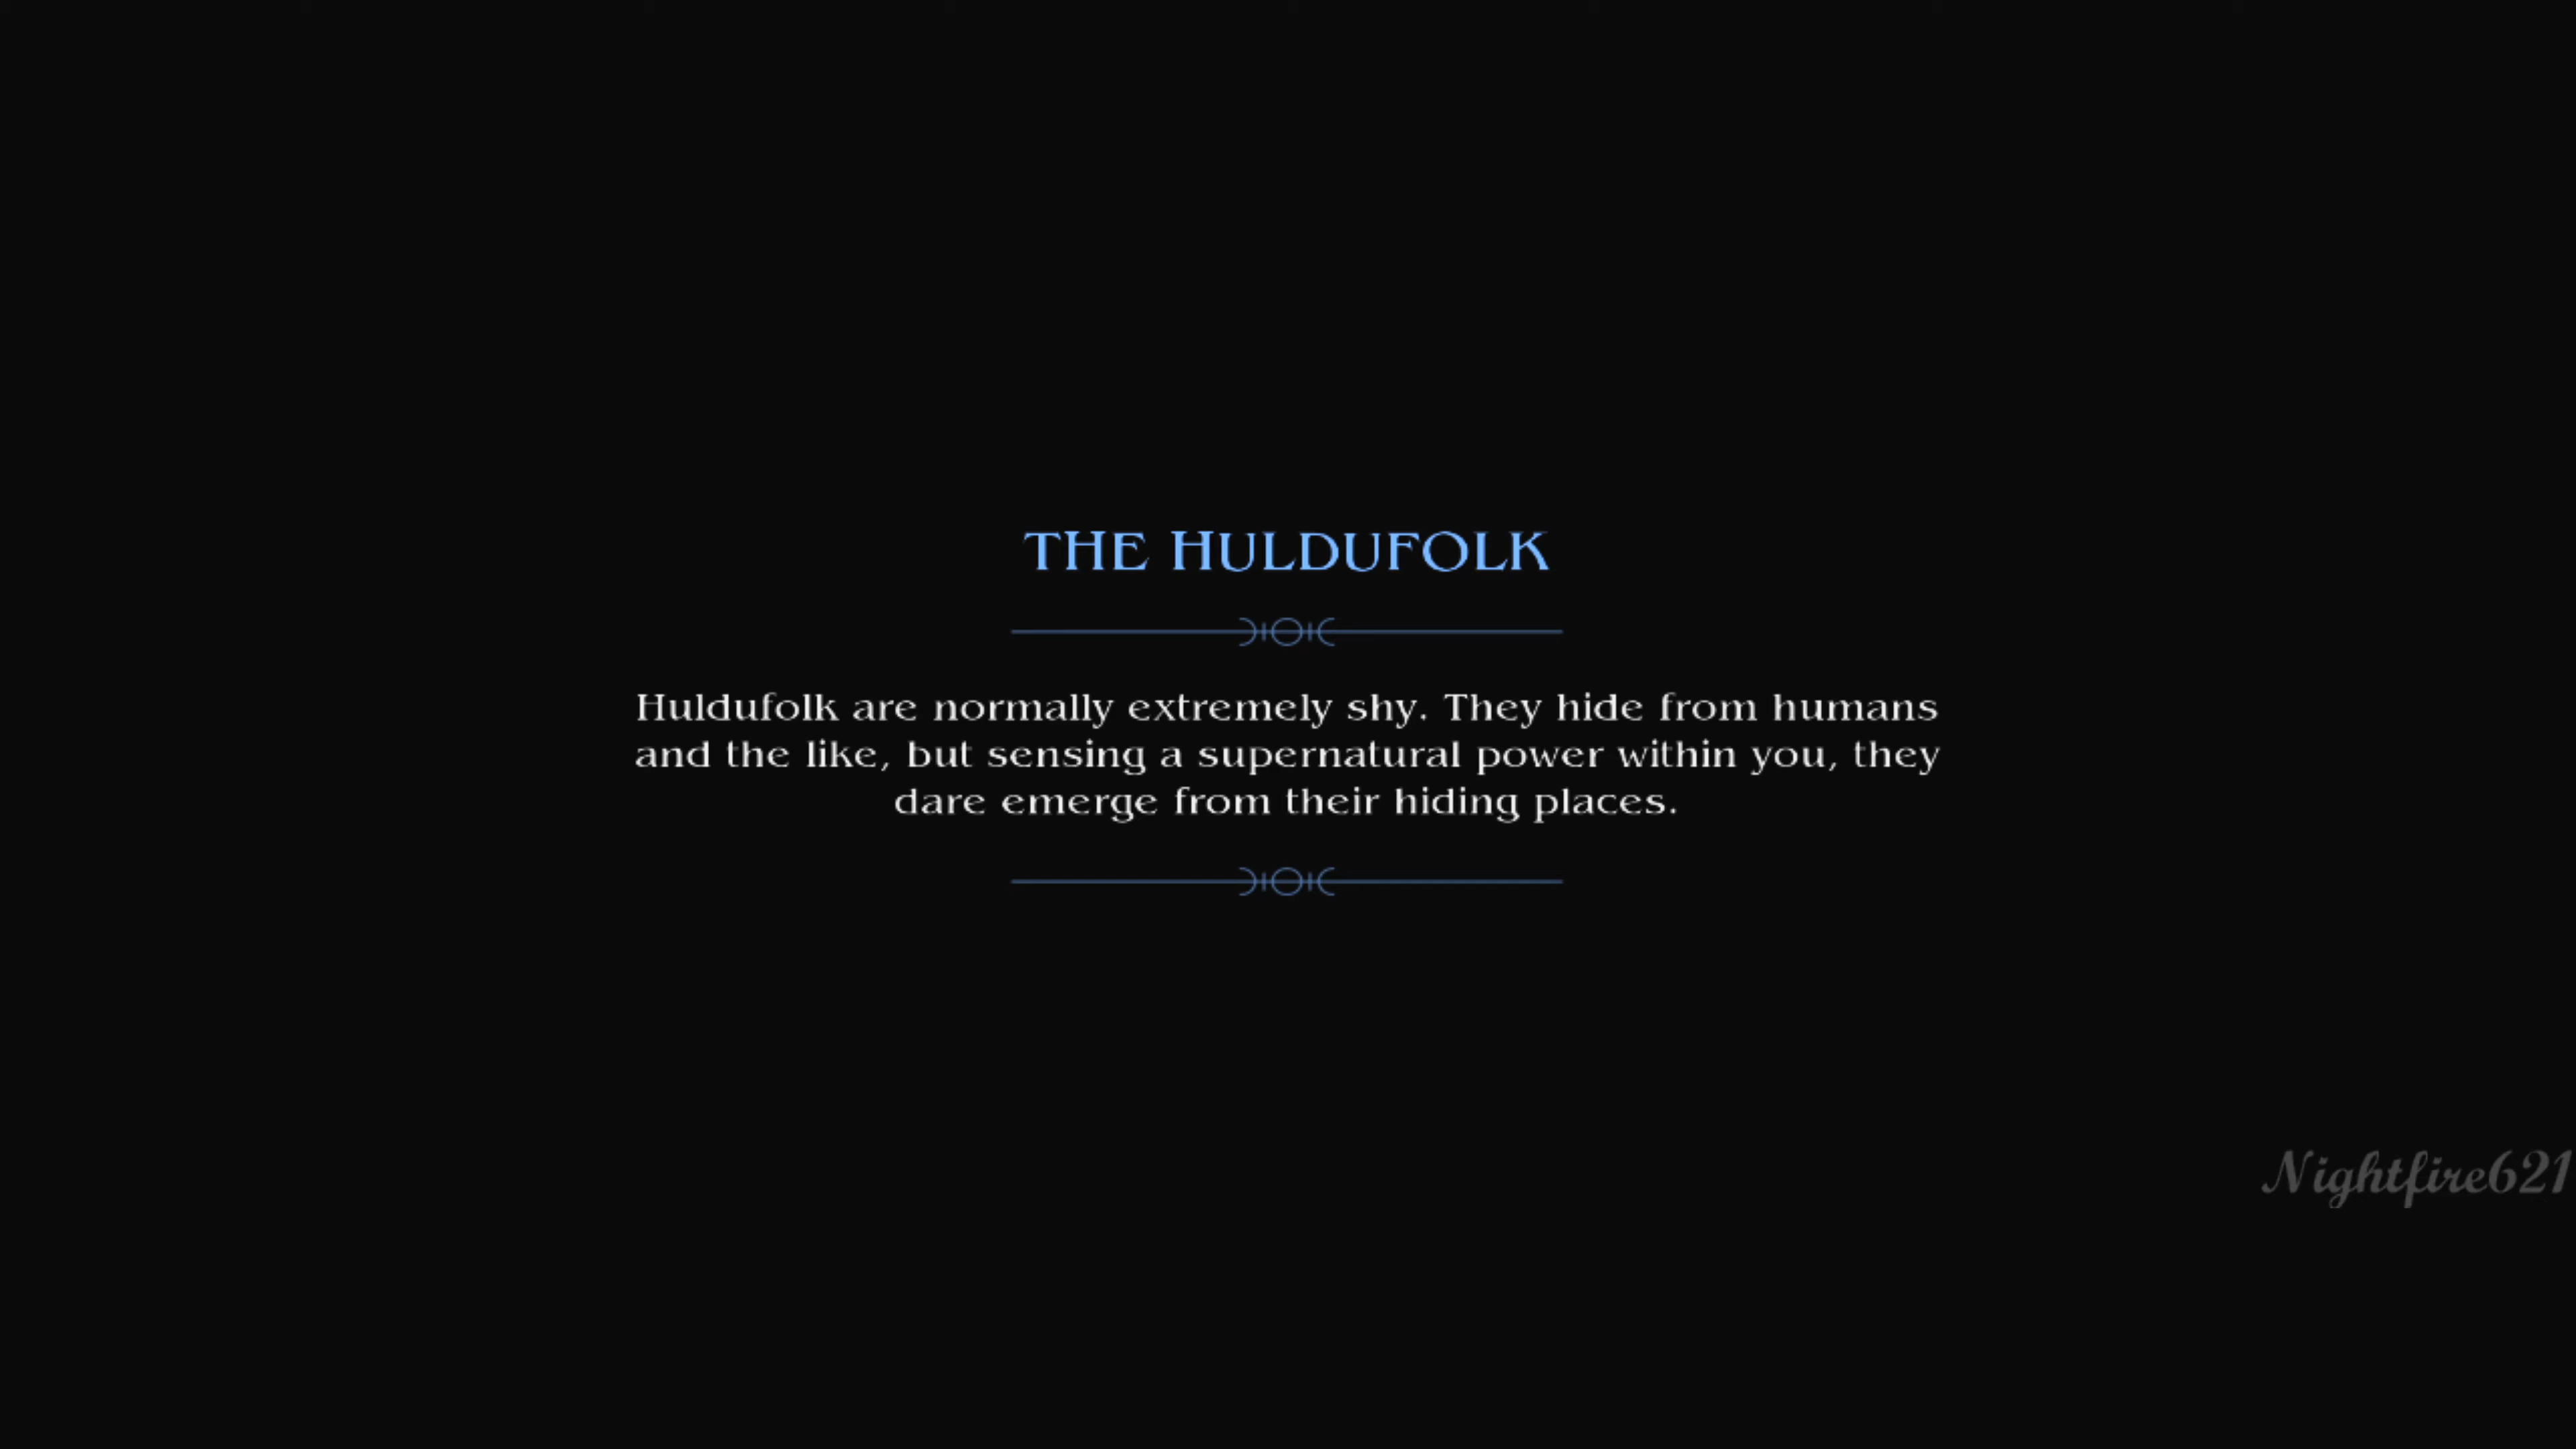 THE HULDUFOLK
Huldufolk are normally extremely shy. They hide from humans
and the like, but sensing a supernatural power within you, they
dare emerge from their hiding places.
Nightfire621